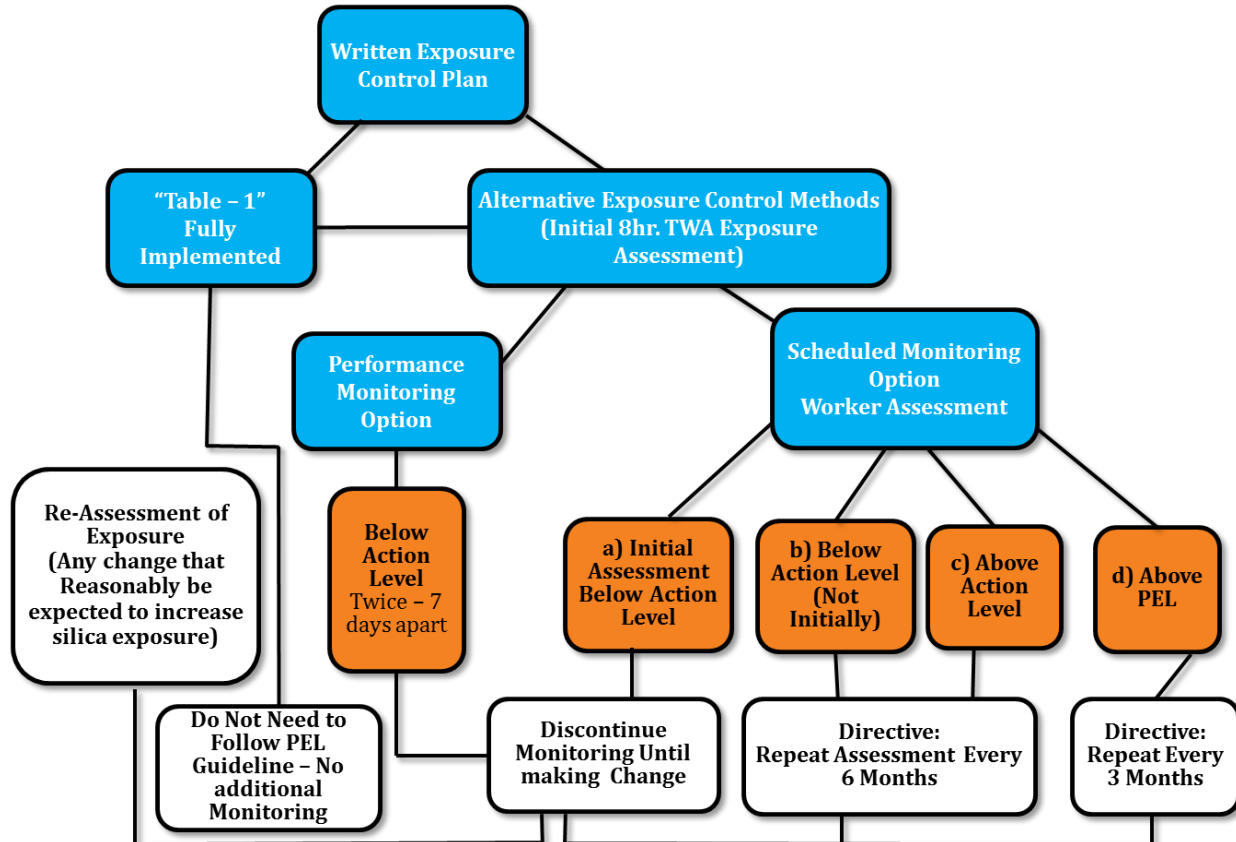 Written Exposure
Control Plan
“Table – 1”
Fully
Implemented
Alternative Exposure Control Methods
(Initial 8hr. TWA Exposure
Assessment)
Performance
Monitoring
Option
Scheduled Monitoring
Option
Worker Assessment
Re-Assessment of
Exposure
(Any change that
Reasonably be
expected to increase
silica exposure)
Below
Action
Level
Twice – 7
days apart
a) Initial
Assessment
Below Action
Level
b) Below
Action Level
(Not
Initially)
c) Above
Action
Level
d) Above
PEL
Do Not Need to
Follow PEL
Guideline – No
additional
Monitoring
Discontinue
Monitoring Until
making Change
Directive:
Repeat Assessment Every
6 Months
Directive:
Repeat Every
3 Months